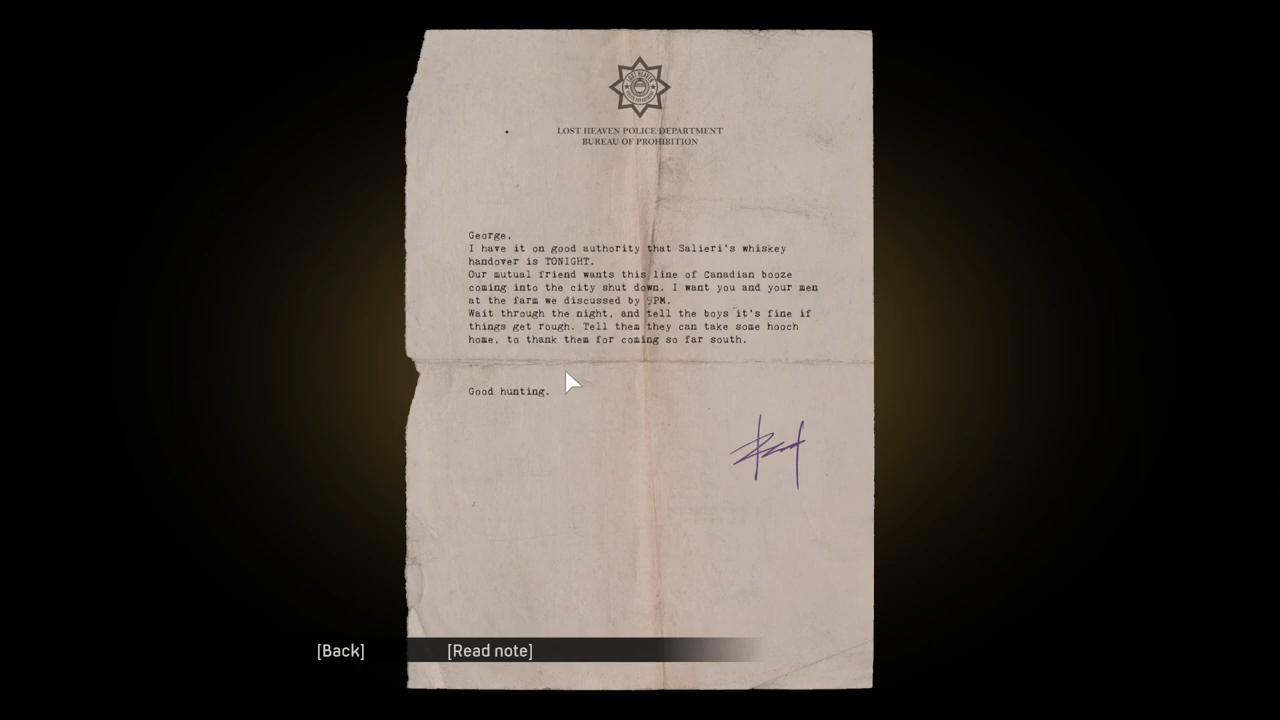 LOST HEAVEN
LOST HEAVEN POLICE DEPARTMENT
BUREAU OF PROHIBITION
George,
I have it on good authority that Salieri's whiskey
handover is TONIGHT.
Our mutual friend wants this line of Canadian booze
coming into the city shut down. I want you and your men
at the farm we discussed by 9PM.
Wait through the night, and tell the boys it's fine if
things get rough. Tell them they can take some hooch
home, to thank them for coming so far south.
Good hunting.
[Back] [Read note]